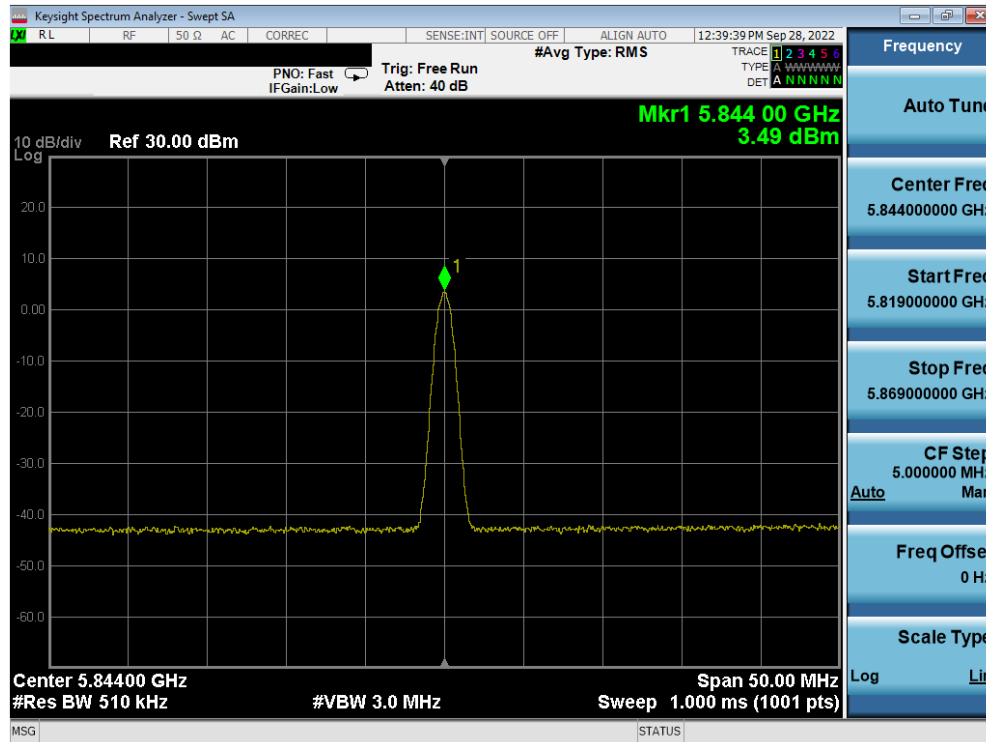 Keysight Spectrum Analyzer - Swept SA
LXI RL RF 50 Ω AC CORREC SENSE:INT SOURCE OFF ALIGN AUTO 12:39:39 PM Sep 28, 2022
#Avg Type: RMS
TRACE 1 2 3 4 5 6
TYPE A WWWWW
DET A N N N N N
PNO: Fast
IFGain:Low
Trig: Free Run
Atten: 40 dB
Mkr1 5.844 00 GHz
3.49 dBm
10 dB/div
Log
Ref 30.00 dBm
20.0
10.0
0.00
-10.0
-20.0
-30.0
-40.0
-50.0
-60.0
1
Center 5.84400 GHz
Span 50.00 MHz
#Res BW 510 kHz
#VBW 3.0 MHz
Sweep 1.000 ms (1001 pts)
MSG
STATUS
Frequency
Auto Tune
Center Freq
5.844000000 GHz
Start Freq
5.819000000 GHz
Stop Freq
5.869000000 GHz
CF Step
5.000000 MHz
Auto Man
Freq Offset
0 Hz
Scale Type
Log Lin